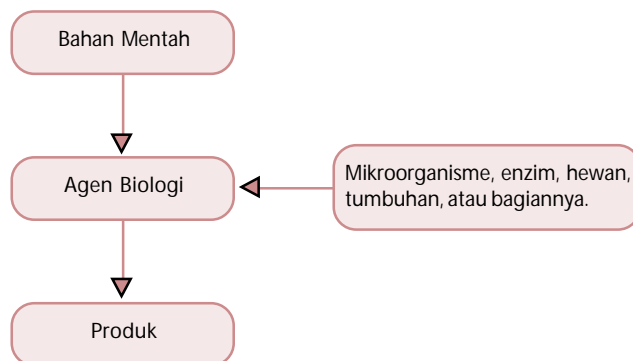 Bahan Mentah
Agen Biologi
Mikroorganisme, enzim, hewan,
tumbuhan, atau bagiannya.
Produk